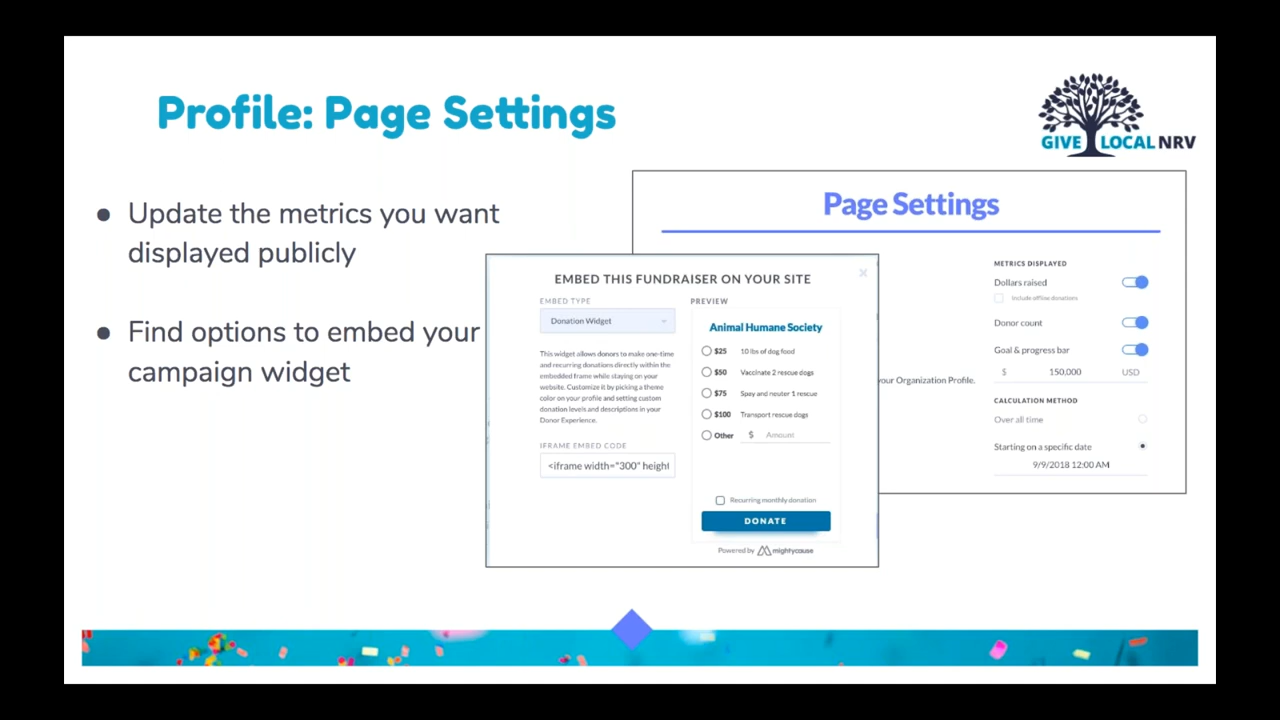 Profile: Page Settings
GIVE LOCAL NRV
● Update the metrics you want
displayed publicly
● Find options to embed your
campaign widget
Page Settings
METRICS DISPLAYED
Dollars raised
Include offline donations
Donor count
Goal & progress bar
$ 150,000 USD
your Organization Profile.
CALCULATION METHOD
Over all time
Starting on a specific date
9/9/2018 12:00 AM
EMBED THIS FUNDRAISER ON YOUR SITE
EMBED TYPE
Donation Widget
This widget allows donors to make one-time
and recurring donations directly within the
embedded frame while staying on your
website. Customize it by picking a theme
color on your profile and setting custom
donation levels and descriptions in your
Donor Experience.
IFRAME EMBED CODE
<iframe width="300" height
PREVIEW
Animal Humane Society
$25 10 lbs of dog food
$50 Vaccinate 2 rescue dogs
$75 Spay and neuter 1 rescue
$100 Transport rescue dogs
Other $ Amount
Recurring monthly donation
DONATE
Powered by mightycause